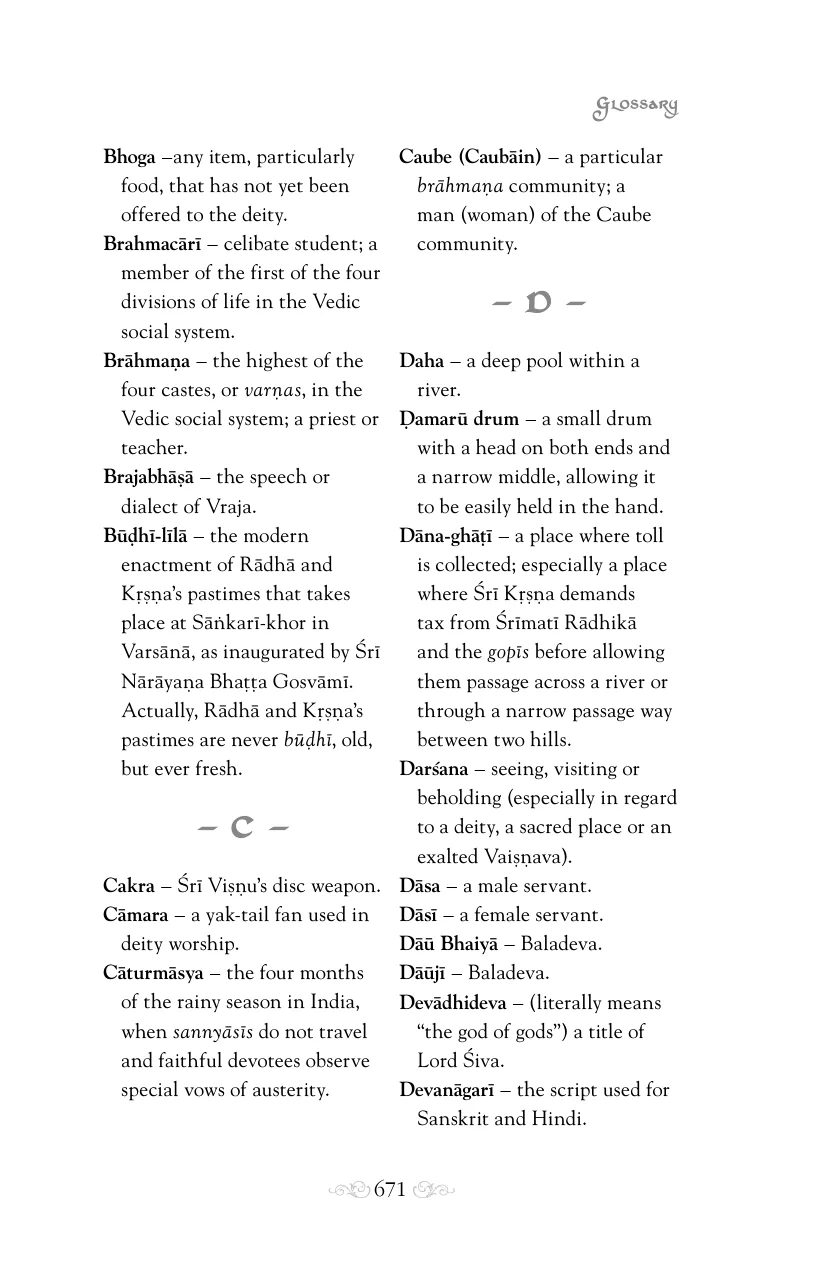 Glossary
Bhoga –any item, particularly
food, that has not yet been
offered to the deity.
Brahmacārī – celibate student; a
member of the first of the four
divisions of life in the Vedic
social system.
Brāhmaṇa – the highest of the
four castes, or varṇas, in the
Vedic social system; a priest or
teacher.
Brajabhāṣā – the speech or
dialect of Vraja.
Būḍhī-līlā – the modern
enactment of Rādhā and
Kṛṣṇa’s pastimes that takes
place at Sāṅkarī-khor in
Varsānā, as inaugurated by Śrī
Nārāyaṇa Bhaṭṭa Gosvāmī.
Actually, Rādhā and Kṛṣṇa’s
pastimes are never būḍhī, old,
but ever fresh.
– C –
Cakra – Śrī Viṣṇu’s disc weapon.
Cāmara – a yak-tail fan used in
deity worship.
Cāturmāsya – the four months
of the rainy season in India,
when sannyāsīs do not travel
and faithful devotees observe
special vows of austerity.
Caube (Caubāin) – a particular
brāhmaṇa community; a
man (woman) of the Caube
community.
– D –
Daha – a deep pool within a
river.
Ḍamarū drum – a small drum
with a head on both ends and
a narrow middle, allowing it
to be easily held in the hand.
Dāna-ghāṭī – a place where toll
is collected; especially a place
where Śrī Kṛṣṇa demands
tax from Śrīmatī Rādhikā
and the gopīs before allowing
them passage across a river or
through a narrow passage way
between two hills.
Darśana – seeing, visiting or
beholding (especially in regard
to a deity, a sacred place or an
exalted Vaiṣṇava).
Dāsa – a male servant.
Dāsī – a female servant.
Dāū Bhaiyā – Baladeva.
Dāūjī – Baladeva.
Devādhideva – (literally means
“the god of gods”) a title of
Lord Śiva.
Devanāgarī – the script used for
Sanskrit and Hindi.
671